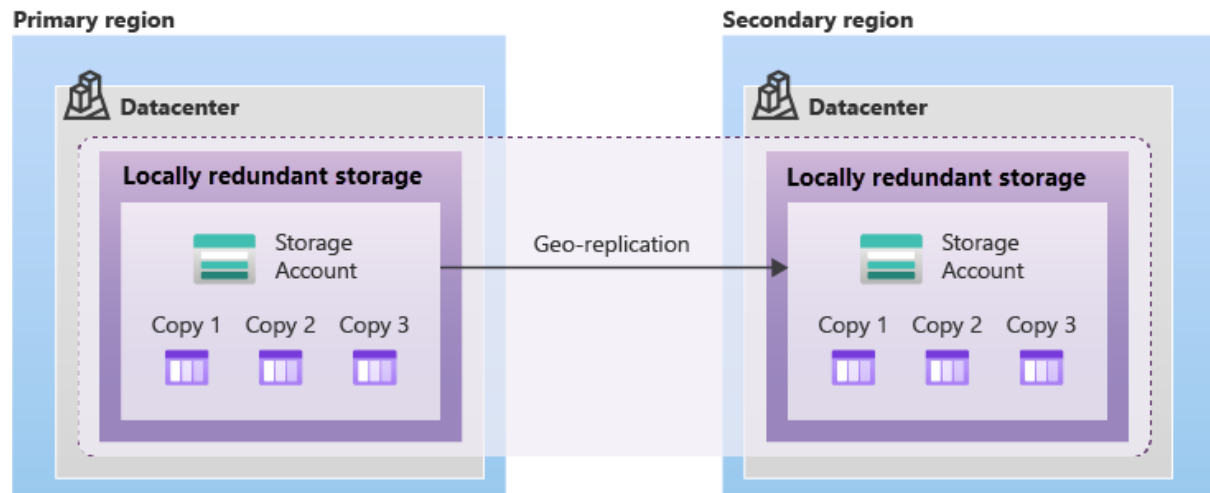 Primary region
Secondary region
Datacenter
Datacenter
Locally redundant storage
Locally redundant storage
Storage
Account
Geo-replication
Storage
Account
Copy 1 Copy 2 Copy 3
Copy 1 Copy 2 Copy 3